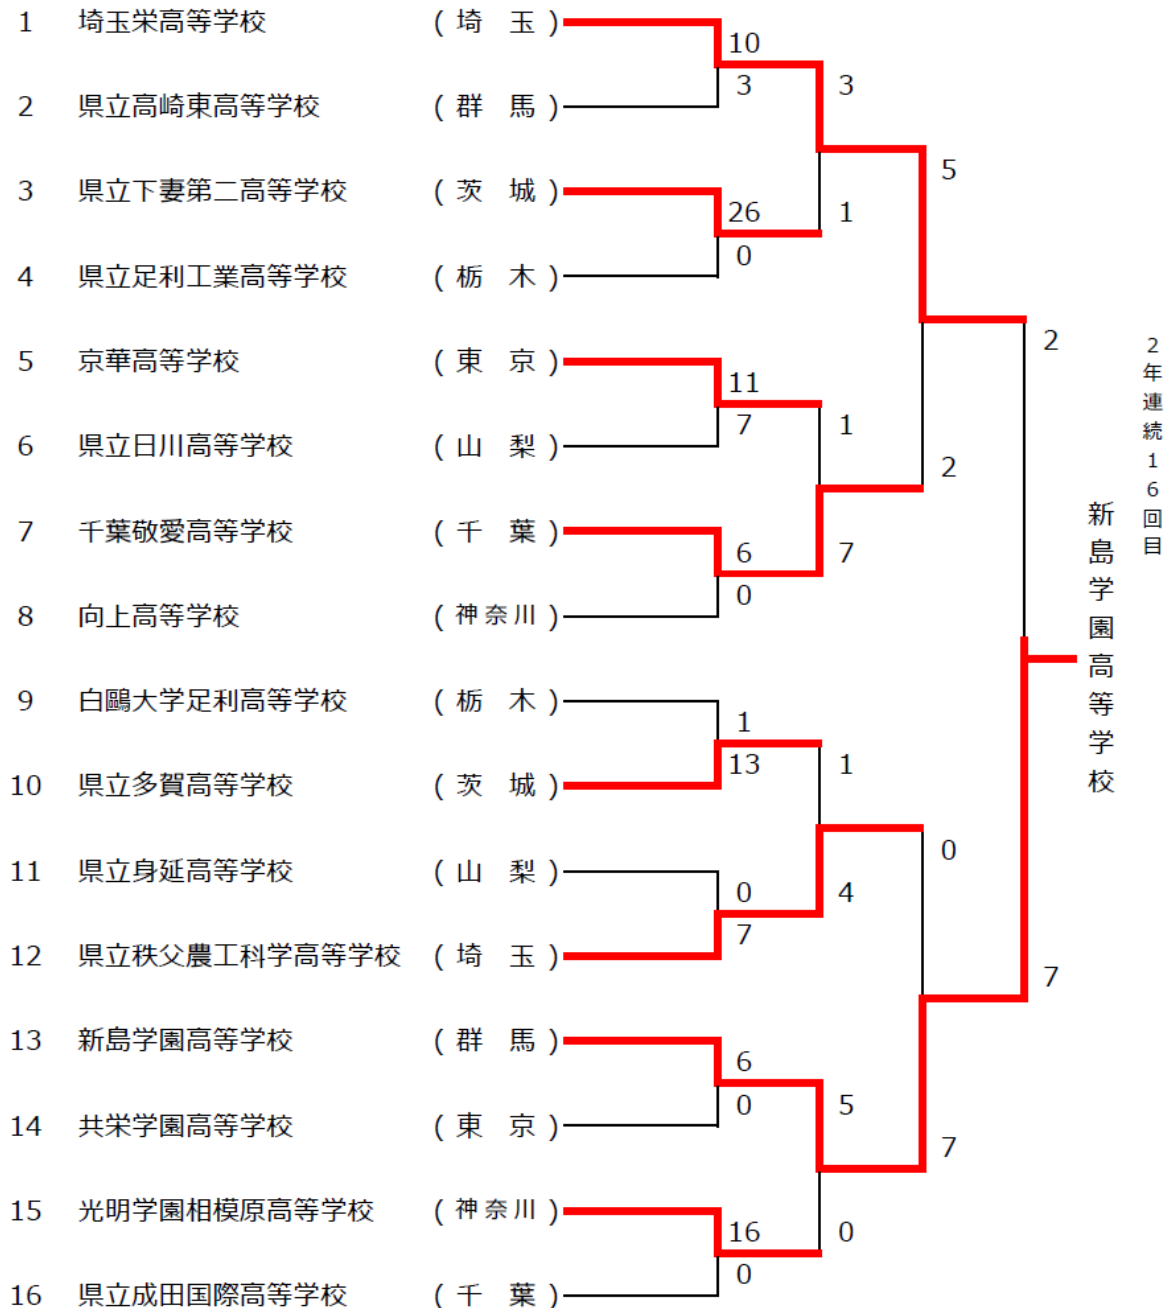 1 埼玉栄高等学校 (埼 玉)
2 県立高崎東高等学校 (群 馬)
3 県立下妻第二高等学校 (茨 城)
4 県立足利工業高等学校 (栃 木)
5 京華高等学校 (東 京)
6 県立日川高等学校 (山 梨)
7 千葉敬愛高等学校 (千 葉)
8 向上高等学校 (神奈川)
9 白鷗大学足利高等学校 (栃 木)
10 県立多賀高等学校 (茨 城)
11 県立身延高等学校 (山 梨)
12 県立秩父農工科学高等学校 (埼 玉)
13 新島学園高等学校 (群 馬)
14 共栄学園高等学校 (東 京)
15 光明学園相模原高等学校 (神奈川)
16 県立成田国際高等学校 (千 葉)
10
3
26
0
11
7
6
0
1
13
0
7
6
0
16
0
3
1
1
7
1
4
5
0
5
2
0
7
2
7
新島学園高等学校
2年連続16回目